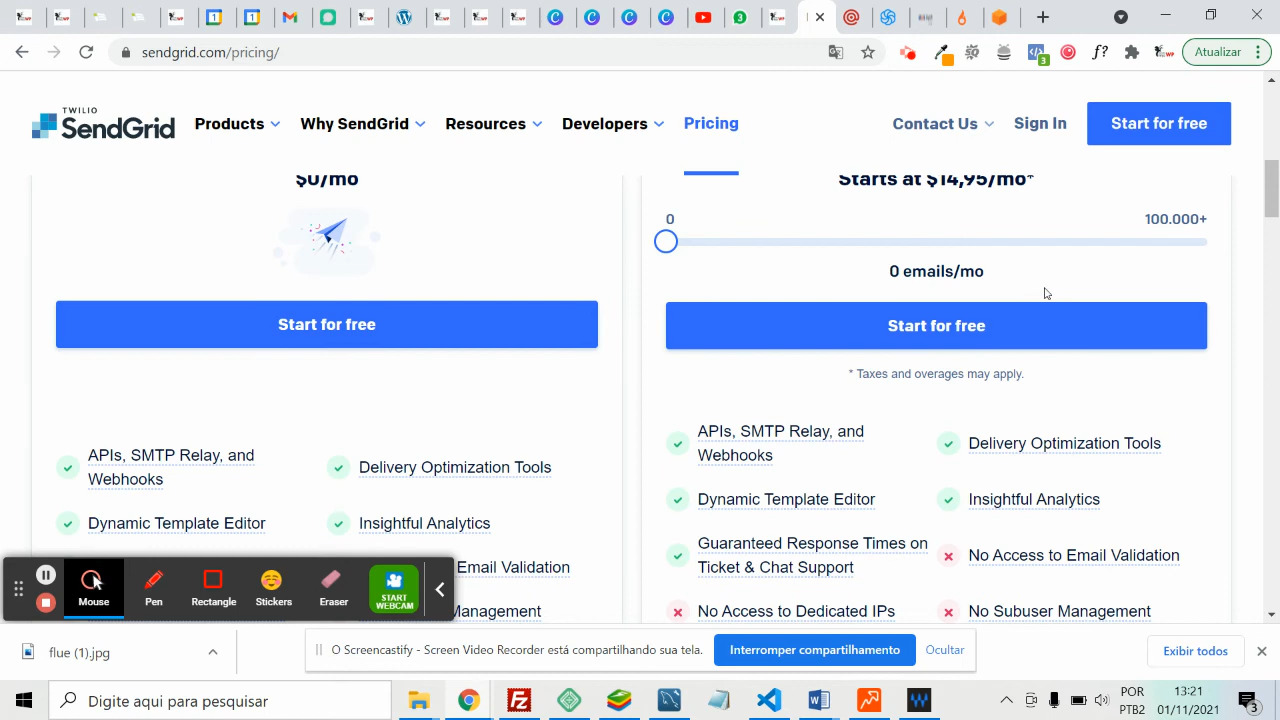 sendgrid.com/pricing/
Atualizar
TWILIO
SendGrid
Products
Why SendGrid
Resources
Developers
Pricing
Contact Us
Sign In
Start for free
$0/mo
Starts at $14,95/mo*
0
100.000+
0 emails/mo
Start for free
Start for free
* Taxes and overages may apply.
APIs, SMTP Relay, and
Webhooks
Delivery Optimization Tools
Dynamic Template Editor
Insightful Analytics
Email Validation
Management
APIs, SMTP Relay, and
Webhooks
Delivery Optimization Tools
Dynamic Template Editor
Insightful Analytics
Guaranteed Response Times on
Ticket & Chat Support
No Access to Email Validation
No Access to Dedicated IPs
No Subuser Management
Mouse
Pen
Rectangle
Stickers
Eraser
START
WEBCAM
flue (1).jpg
O Screencastify - Screen Video Recorder está compartilhando sua tela.
Interromper compartilhamento
Ocultar
Exibir todos
Digite aqui para pesquisar
POR
PTB2
13:21
01/11/2021
3